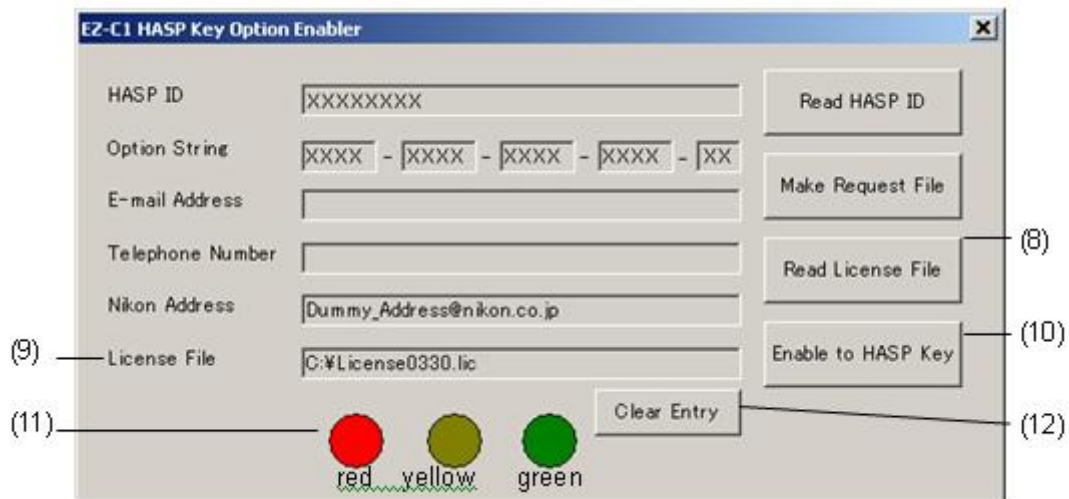 EZ-C1 HASP Key Option Enabler
HASP ID XXXXXXXX Read HASP ID
Option String XXXX - XXXX - XXXX - XXXX - XX
E-mail Address Make Request File
(8)
Telephone Number Read License File
Nikon Address Dummy_Address@nikon.co.jp
(10)
(9) License File C:¥License0330.lic Enable to HASP Key
(11) Clear Entry (12)
red yellow green